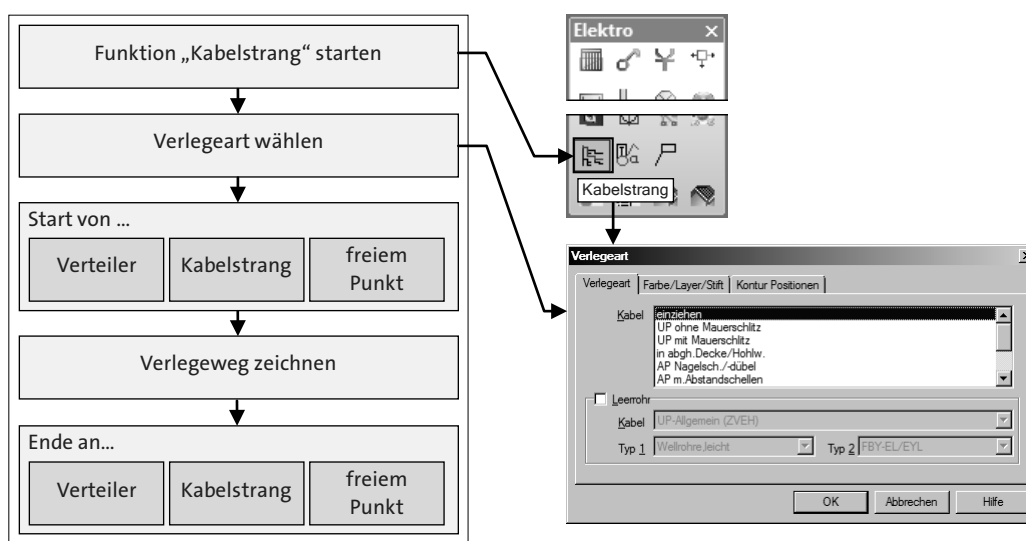 Funktion „Kabelstrang“ starten
Verlegeart wählen
Start von ...
Verteiler
Kabelstrang
freiem
Punkt
Verlegeweg zeichnen
Ende an...
Verteiler
Kabelstrang
freiem
Punkt
Elektro
Kabelstrang
Verlegeart
Verlegeart Farbe/Layer/Stift Kontur Positionen
Kabel einziehen
UP ohne Mauerschlitz
UP mit Mauerschlitz
in abgh.Decke/Hohlw.
AP Nagelsch./-dübel
AP m.Abstandschellen
Leerrohr
Kabel UP-Allgemein (ZVEH)
Typ 1 Wellrohre,leicht Typ 2 FBY-EL/EYL
OK Abbrechen Hilfe